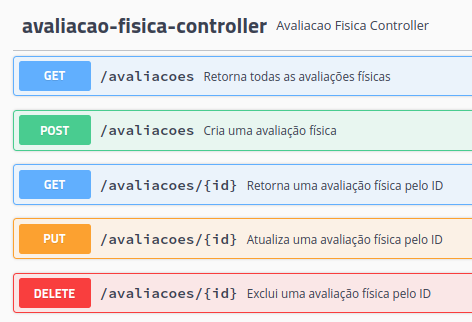 avaliacao-fisica-controller Avaliacao Fisica Controller
GET /avaliacoes Retorna todas as avaliações físicas
POST /avaliacoes Cria uma avaliação física
GET /avaliacoes/{id} Retorna uma avaliação física pelo ID
PUT /avaliacoes/{id} Atualiza uma avaliação física pelo ID
DELETE /avaliacoes/{id} Exclui uma avaliação física pelo ID